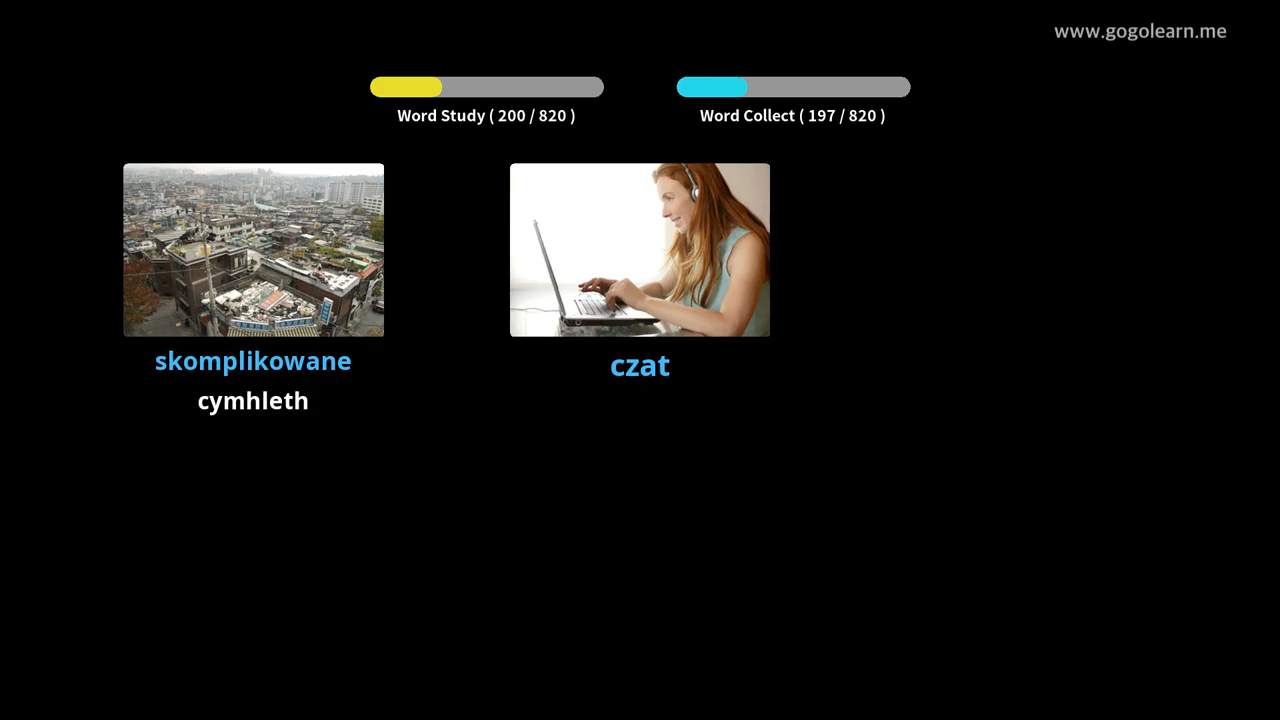 www.gogolearn.me
Word Study ( 200 / 820 )
Word Collect ( 197 / 820 )
skomplikowane
cymhleth
czat